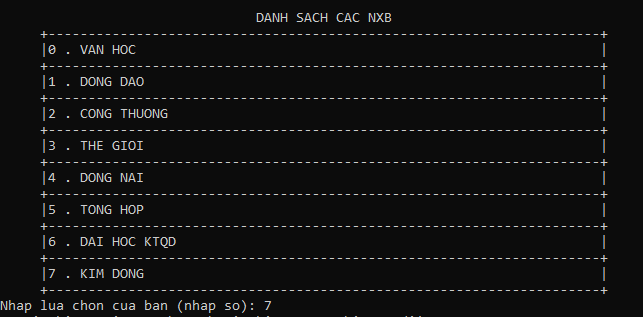 DANH SACH CAC NXB
0 . VAN HOC
1 . DONG DAO
2 . CONG THUONG
3 . THE GIOI
4 . DONG NAI
5 . TONG HOP
6 . DAI HOC KTQD
7 . KIM DONG
Nhap lua chon cua ban (nhap so): 7